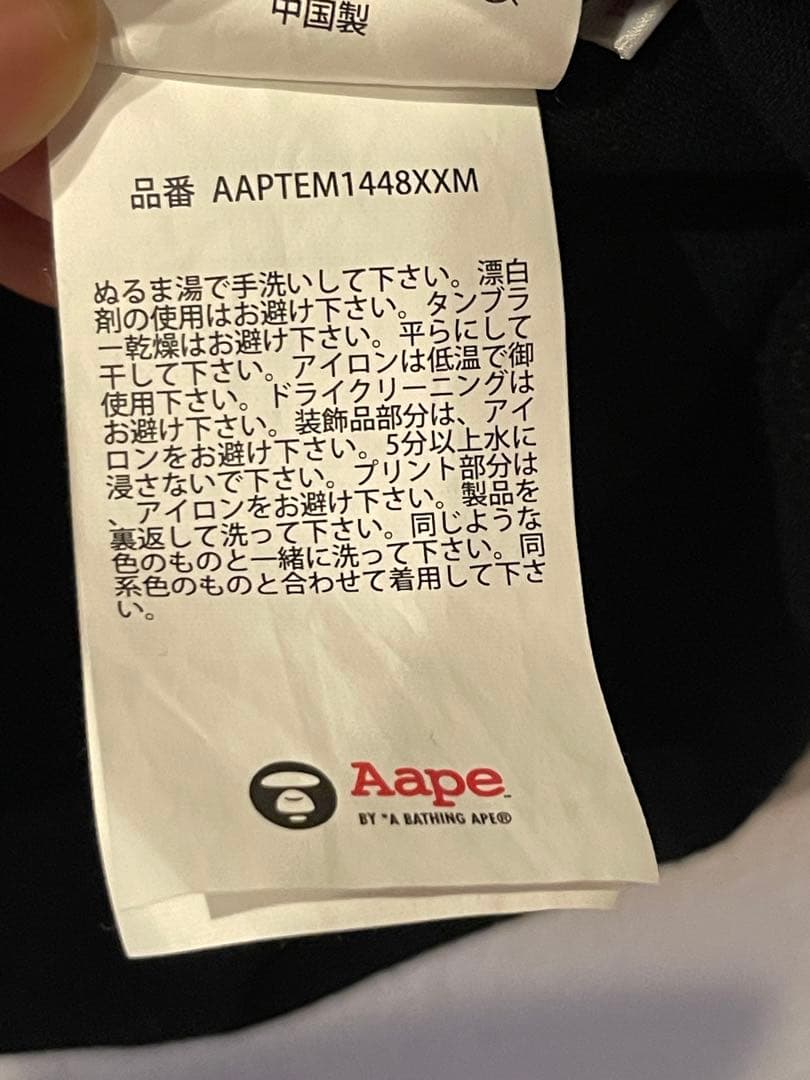 中国製
品番 AAPTEM1448XXM
ぬるま湯で手洗いして下さい。漂白
剤の使用はお避け下さい。タンブラ
ー乾燥はお避け下さい。平らにして
干して下さい。アイロンは低温で御
使用下さい。ドライクリーニングは
お避け下さい。装飾品部分は、アイ
ロンをお避け下さい。5分以上水に
浸さないで下さい。プリント部分は
、アイロンをお避け下さい。製品を
裏返して洗って下さい。同じような
色のものと一緒に洗って下さい。同
系色のものと合わせて着用して下さ
い。
Aape™
BY *A BATHING APE®